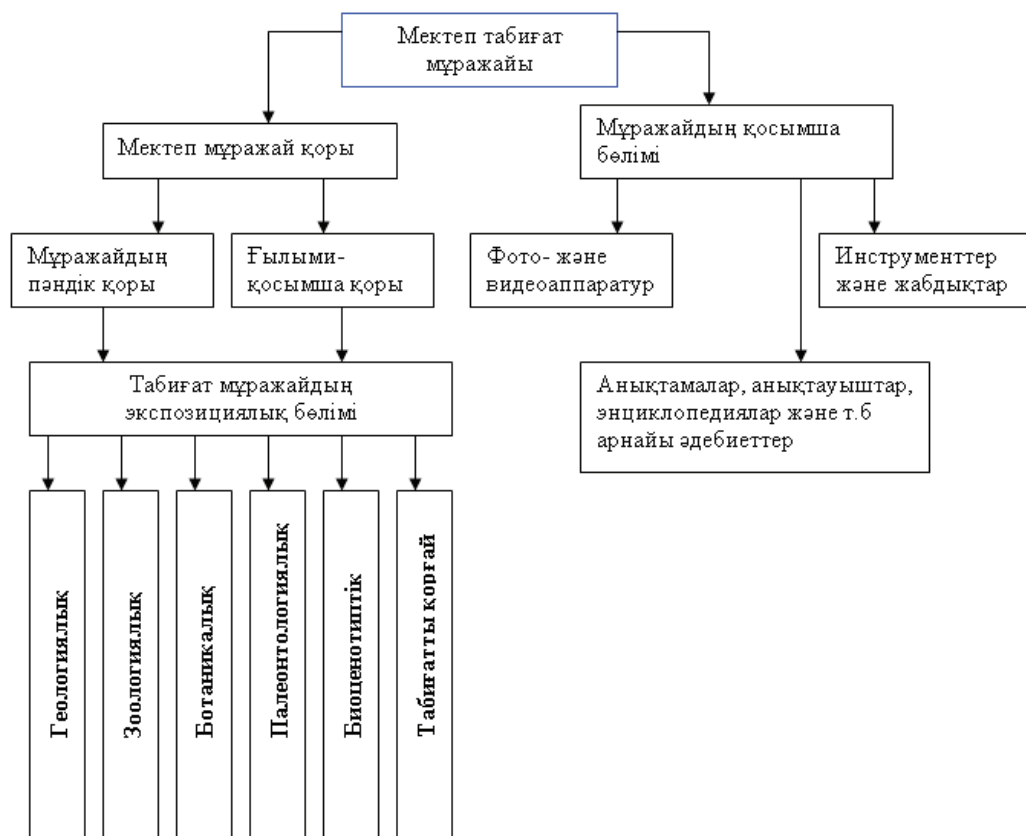 Мектеп табиғат
мұражайы
Мектеп мұражай қоры
Мұражайдың қосымша
бөлімі
Мұражайдың
пәндік қоры
Ғылыми-
қосымша қоры
Фото- және
видеоаппаратур
Инструменттер
және жабдықтар
Табиғат мұражайдың
экспозициялық бөлімі
Анықтамалар, анықтауыштар,
энциклопедиялар және т.б
арнайы әдебиеттер
Геологиялық
Зоологиялық
Ботаникалық
Палеонтологиялық
Биоценотиптік
Табиғатты қорғай